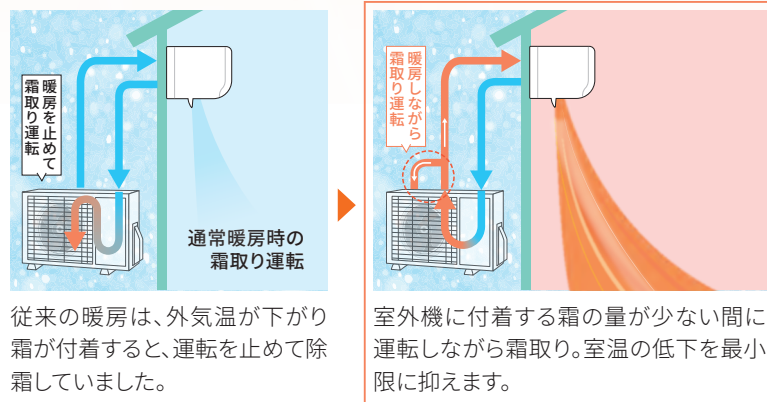 暖房を止めて
霜取り運転
通常暖房時の
霜取り運転
従来の暖房は、外気温が下がり
霜が付着すると、運転を止めて除
霜していました。
暖房しながら
霜取り運転
室外機に付着する霜の量が少ない間に
運転しながら霜取り。室温の低下を最小
限に抑えます。